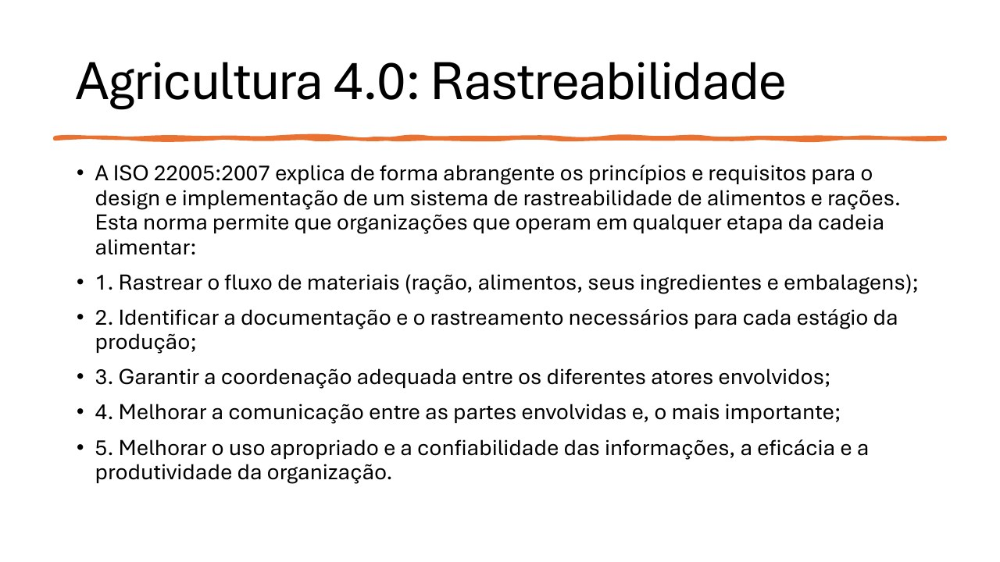 Agricultura 4.0: Rastreabilidade
• A ISO 22005:2007 explica de forma abrangente os princípios e requisitos para o
design e implementação de um sistema de rastreabilidade de alimentos e rações.
Esta norma permite que organizações que operam em qualquer etapa da cadeia
alimentar:
• 1. Rastrear o fluxo de materiais (ração, alimentos, seus ingredientes e embalagens);
• 2. Identificar a documentação e o rastreamento necessários para cada estágio da
produção;
• 3. Garantir a coordenação adequada entre os diferentes atores envolvidos;
• 4. Melhorar a comunicação entre as partes envolvidas e, o mais importante;
• 5. Melhorar o uso apropriado e a confiabilidade das informações, a eficácia e a
produtividade da organização.